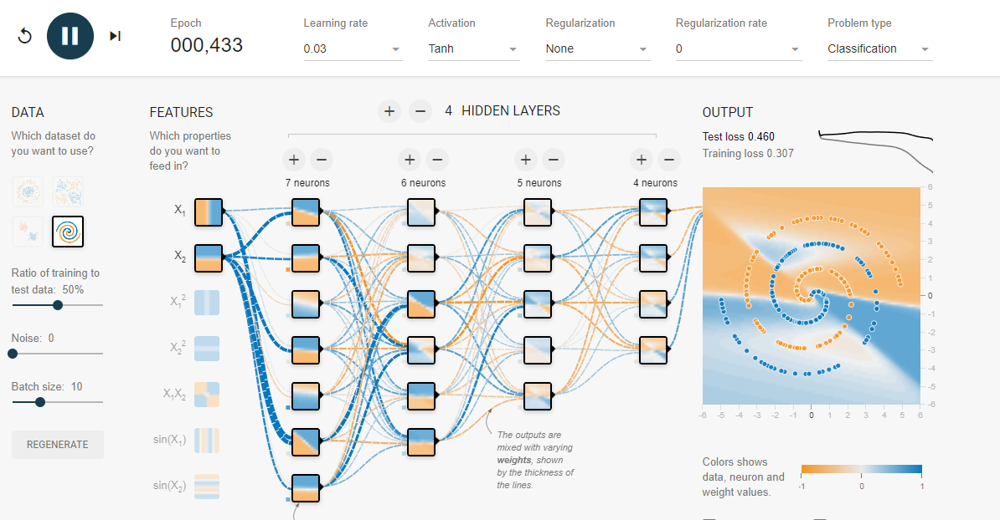 Epoch
000,433
Learning rate
0.03
Activation
Tanh
Regularization
None
Regularization rate
0
Problem type
Classification
DATA
Which dataset do
you want to use?
Ratio of training to
test data: 50%
Noise: 0
Batch size: 10
REGENERATE
FEATURES
Which properties
do you want to
feed in?
X1
X2
X1²
X2²
X1X2
sin(X1)
sin(X2)
+ − 4 HIDDEN LAYERS
+ −
7 neurons
+ −
6 neurons
+ −
5 neurons
+ −
4 neurons
The outputs are
mixed with varying
weights, shown
by the thickness of
the lines.
OUTPUT
Test loss 0.460
Training loss 0.307
6
5
4
3
2
1
0
-1
-2
-3
-4
-5
-6
-6 -5 -4 -3 -2 -1 0 1 2 3 4 5 6
Colors shows
data, neuron and
weight values.
-1 0 1